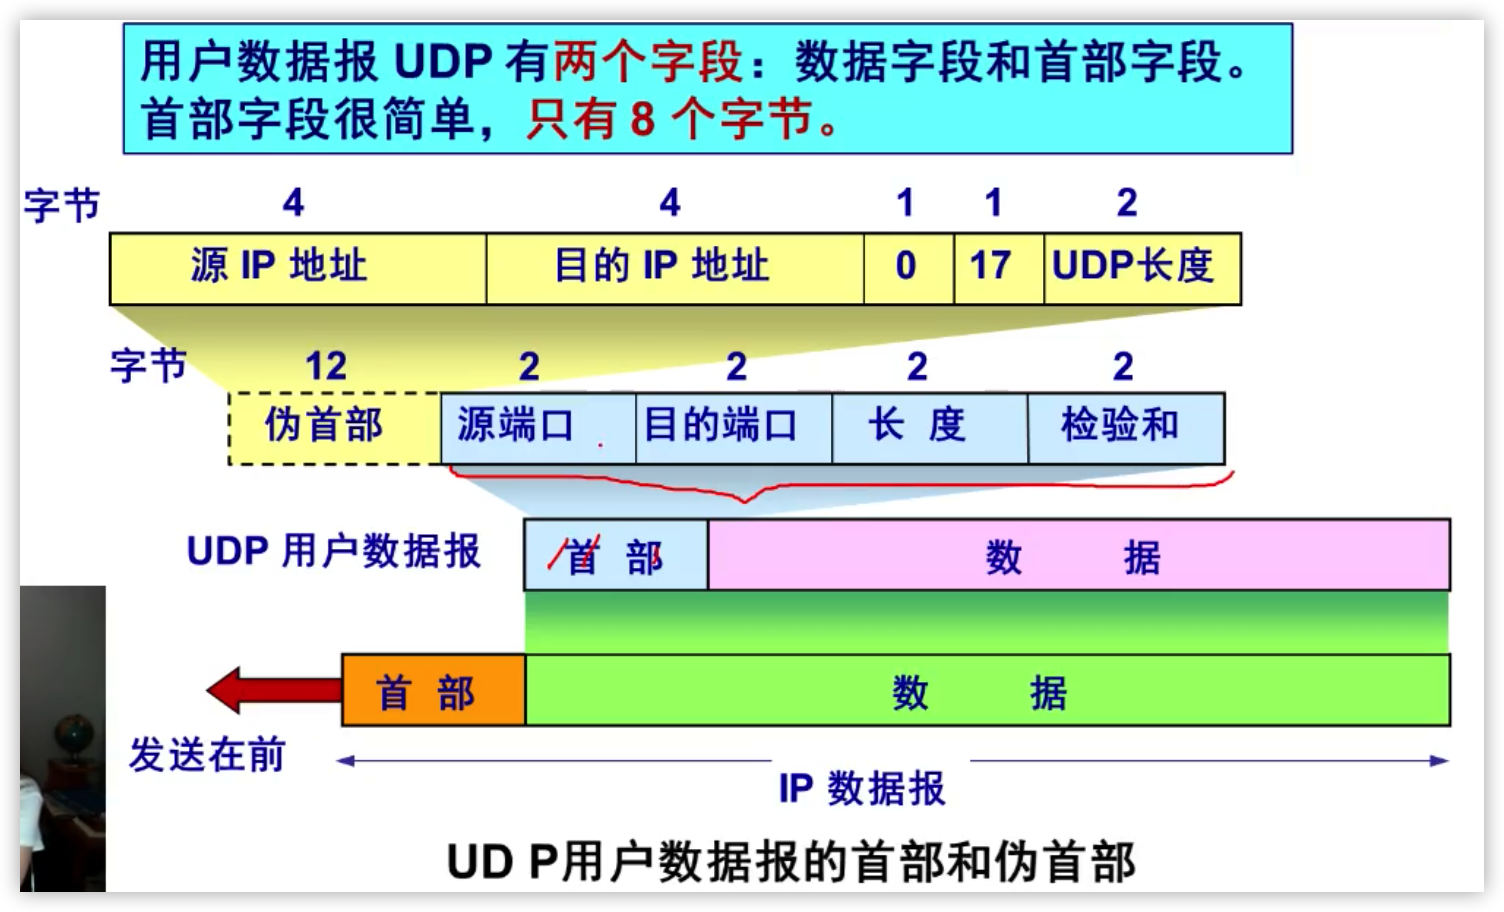 用户数据报 UDP 有两个字段：数据字段和首部字段。
首部字段很简单，只有 8 个字节。
字节 4 4 1 1 2
源 IP 地址 目的 IP 地址 0 17 UDP长度
字节 12 2 2 2 2
伪首部 源端口 目的端口 长 度 检验和
UDP 用户数据报 首 部 数 据
首 部 数 据
发送在前
IP 数据报
UD P用户数据报的首部和伪首部